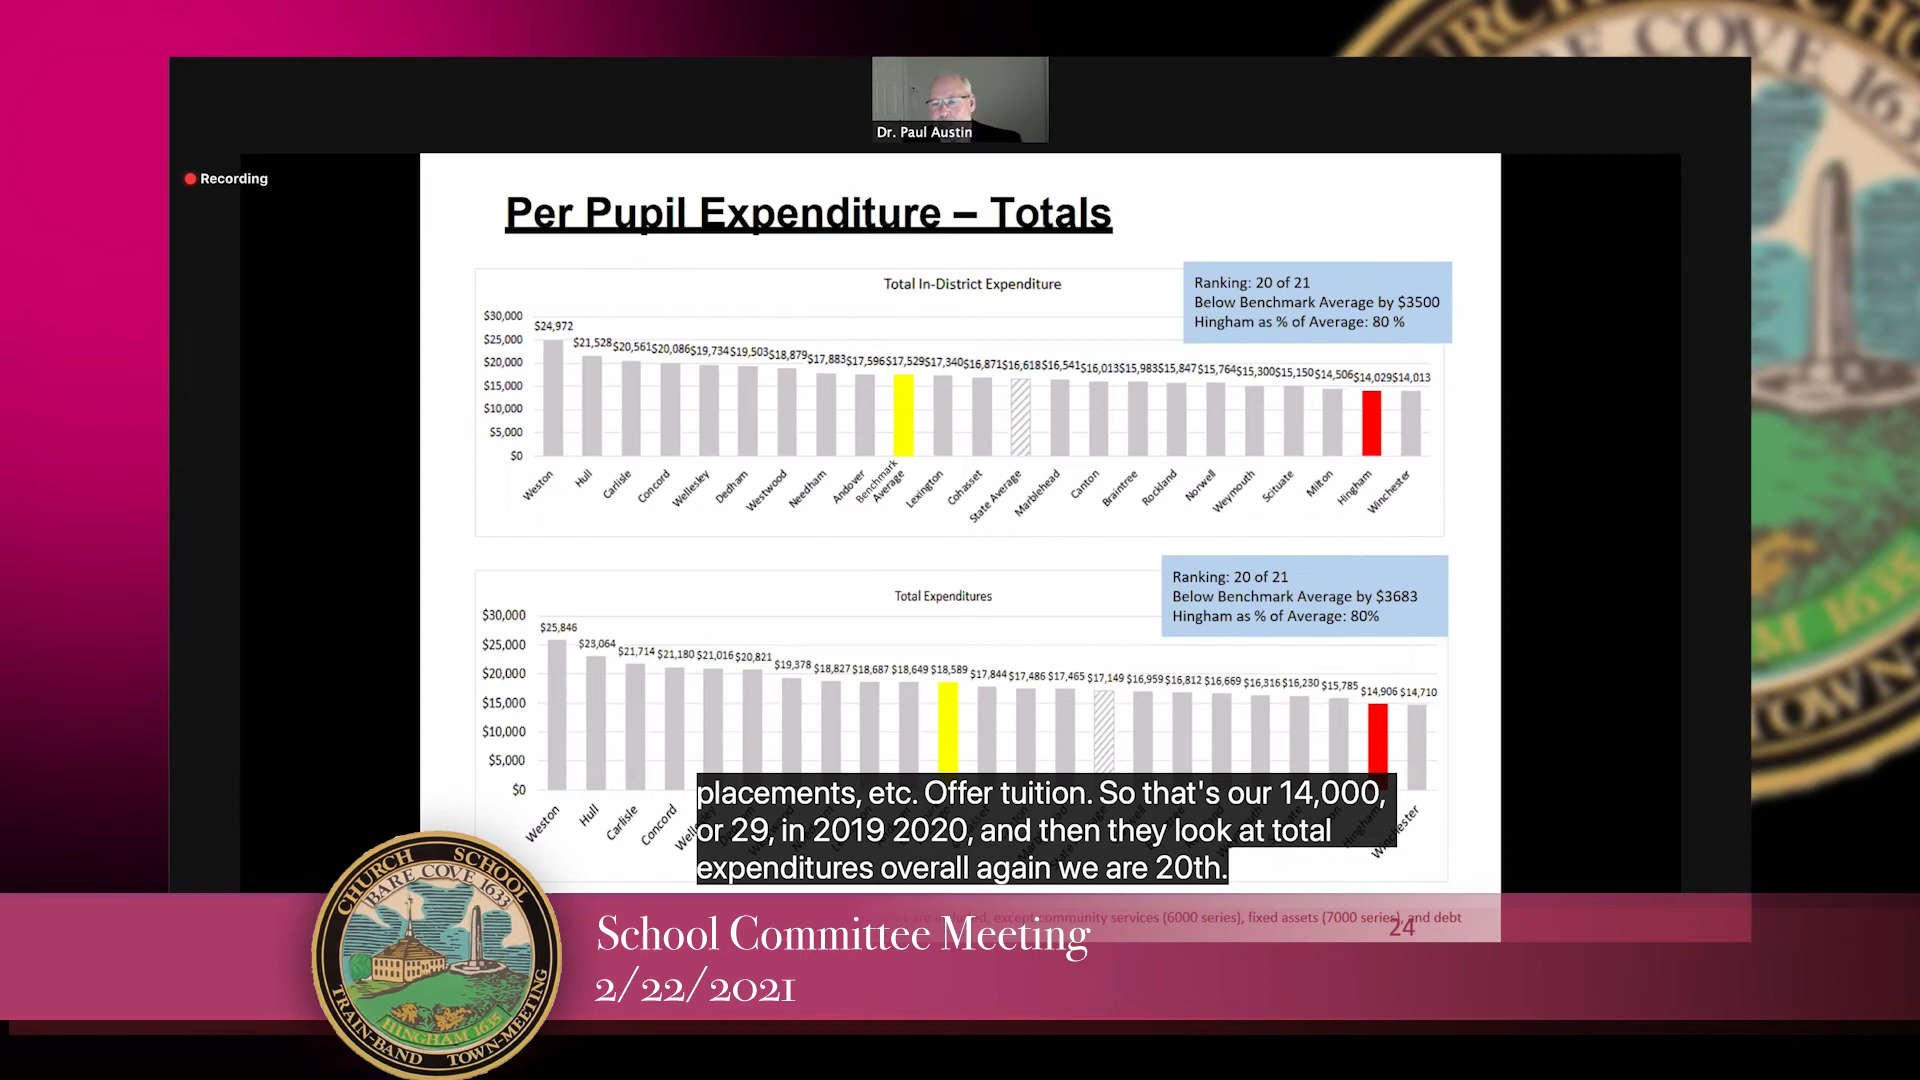 Dr. Paul Austin
Recording
Per Pupil Expenditure – Totals
Total In-District Expenditure
Ranking: 20 of 21
Below Benchmark Average by $3500
Hingham as % of Average: 80 %
$30,000
$25,000
$20,000
$15,000
$10,000
$5,000
$0
$24,972
$21,528
$20,561
$20,086
$19,734
$19,503
$18,879
$17,883
$17,596
$17,529
$17,340
$16,871
$16,618
$16,541
$16,013
$15,983
$15,847
$15,764
$15,300
$15,150
$14,506
$14,029
$14,013
Weston
Hull
Carlisle
Concord
Wellesley
Dedham
Westwood
Needham
Andover
Benchmark
Average
Lexington
Cohasset
State Average
Marblehead
Canton
Braintree
Rockland
Norwell
Weymouth
Scituate
Milton
Hingham
Winchester
Total Expenditures
Ranking: 20 of 21
Below Benchmark Average by $3683
Hingham as % of Average: 80%
$30,000
$25,000
$20,000
$15,000
$10,000
$5,000
$0
$25,846
$23,064
$21,714
$21,180
$21,016
$20,821
$19,378
$18,827
$18,687
$18,649
$18,589
$17,844
$17,486
$17,465
$17,149
$16,959
$16,812
$16,669
$16,316
$16,230
$15,785
$14,906
$14,710
Weston
Hull
Carlisle
Concord
Winchester
placements, etc. Offer tuition. So that's our 14,000,
or 29, in 2019 2020, and then they look at total
expenditures overall again we are 20th.
except community services (6000 series), fixed assets (7000 series), and debt
24
School Committee Meeting
2/22/2021
CHURCH SCHOOL
BARE COVE 1633
HINGHAM 1635
TRAIN-BAND TOWN-MEETING